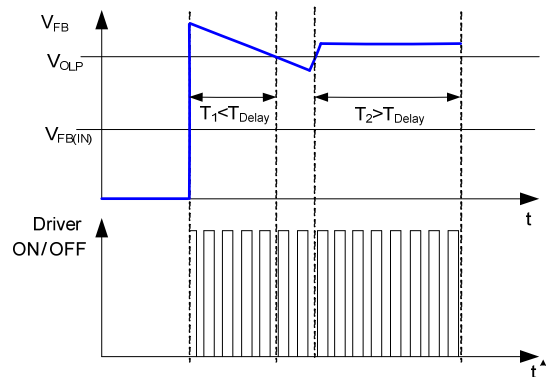 V_FB
V_OLP
T_1<T_Delay
T_2>T_Delay
V_FB(IN)
t
Driver
ON/OFF
t